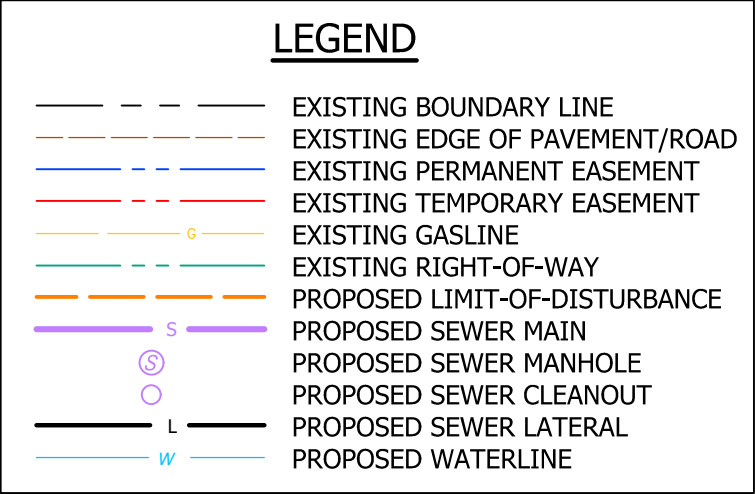 LEGEND
EXISTING BOUNDARY LINE
EXISTING EDGE OF PAVEMENT/ROAD
EXISTING PERMANENT EASEMENT
EXISTING TEMPORARY EASEMENT
G EXISTING GASLINE
EXISTING RIGHT-OF-WAY
PROPOSED LIMIT-OF-DISTURBANCE
S PROPOSED SEWER MAIN
S PROPOSED SEWER MANHOLE
PROPOSED SEWER CLEANOUT
L PROPOSED SEWER LATERAL
W PROPOSED WATERLINE